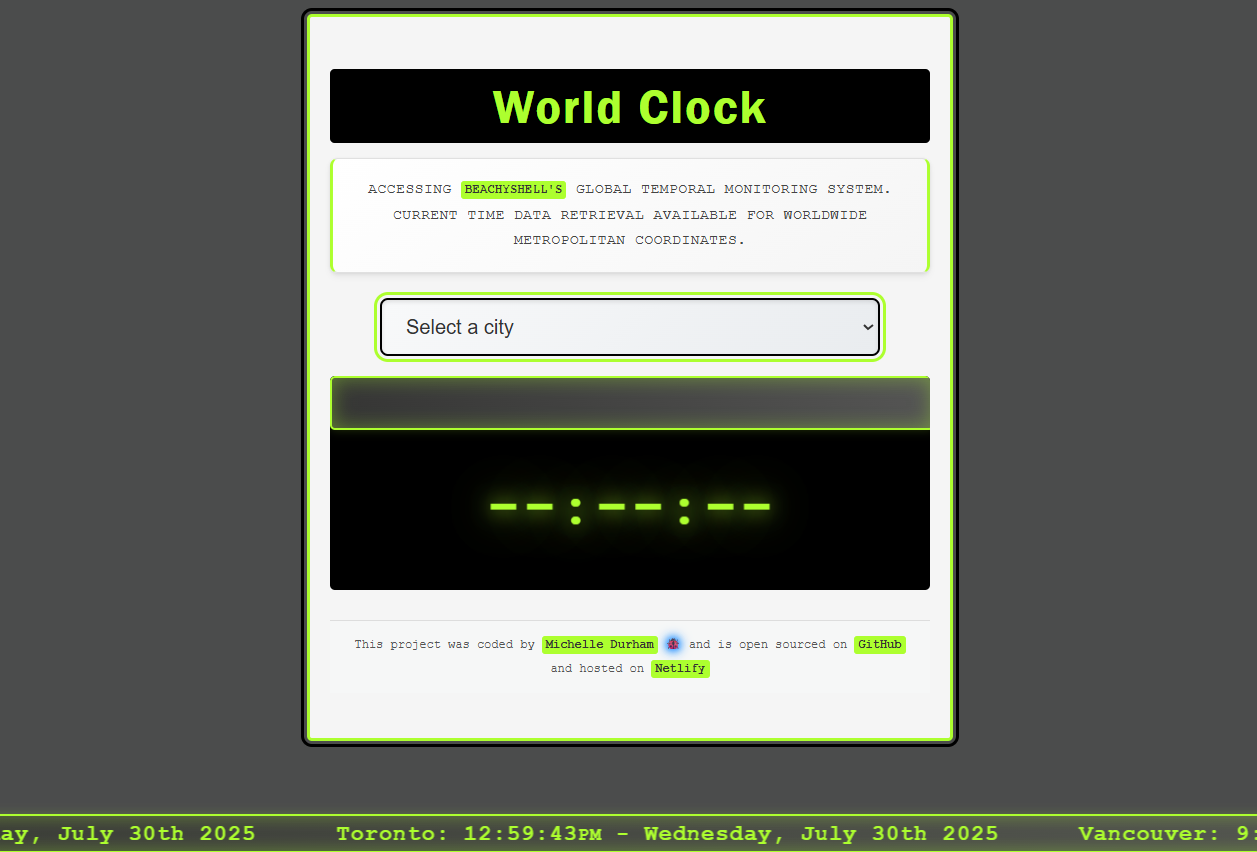 World Clock
ACCESSING BEACHYSHELL'S GLOBAL TEMPORAL MONITORING SYSTEM.
CURRENT TIME DATA RETRIEVAL AVAILABLE FOR WORLDWIDE
METROPOLITAN COORDINATES.
Select a city
--:--:--
This project was coded by Michelle Durham 🐞 and is open sourced on GitHub
and hosted on Netlify
ay, July 30th 2025 Toronto: 12:59:43PM - Wednesday, July 30th 2025 Vancouver: 9: